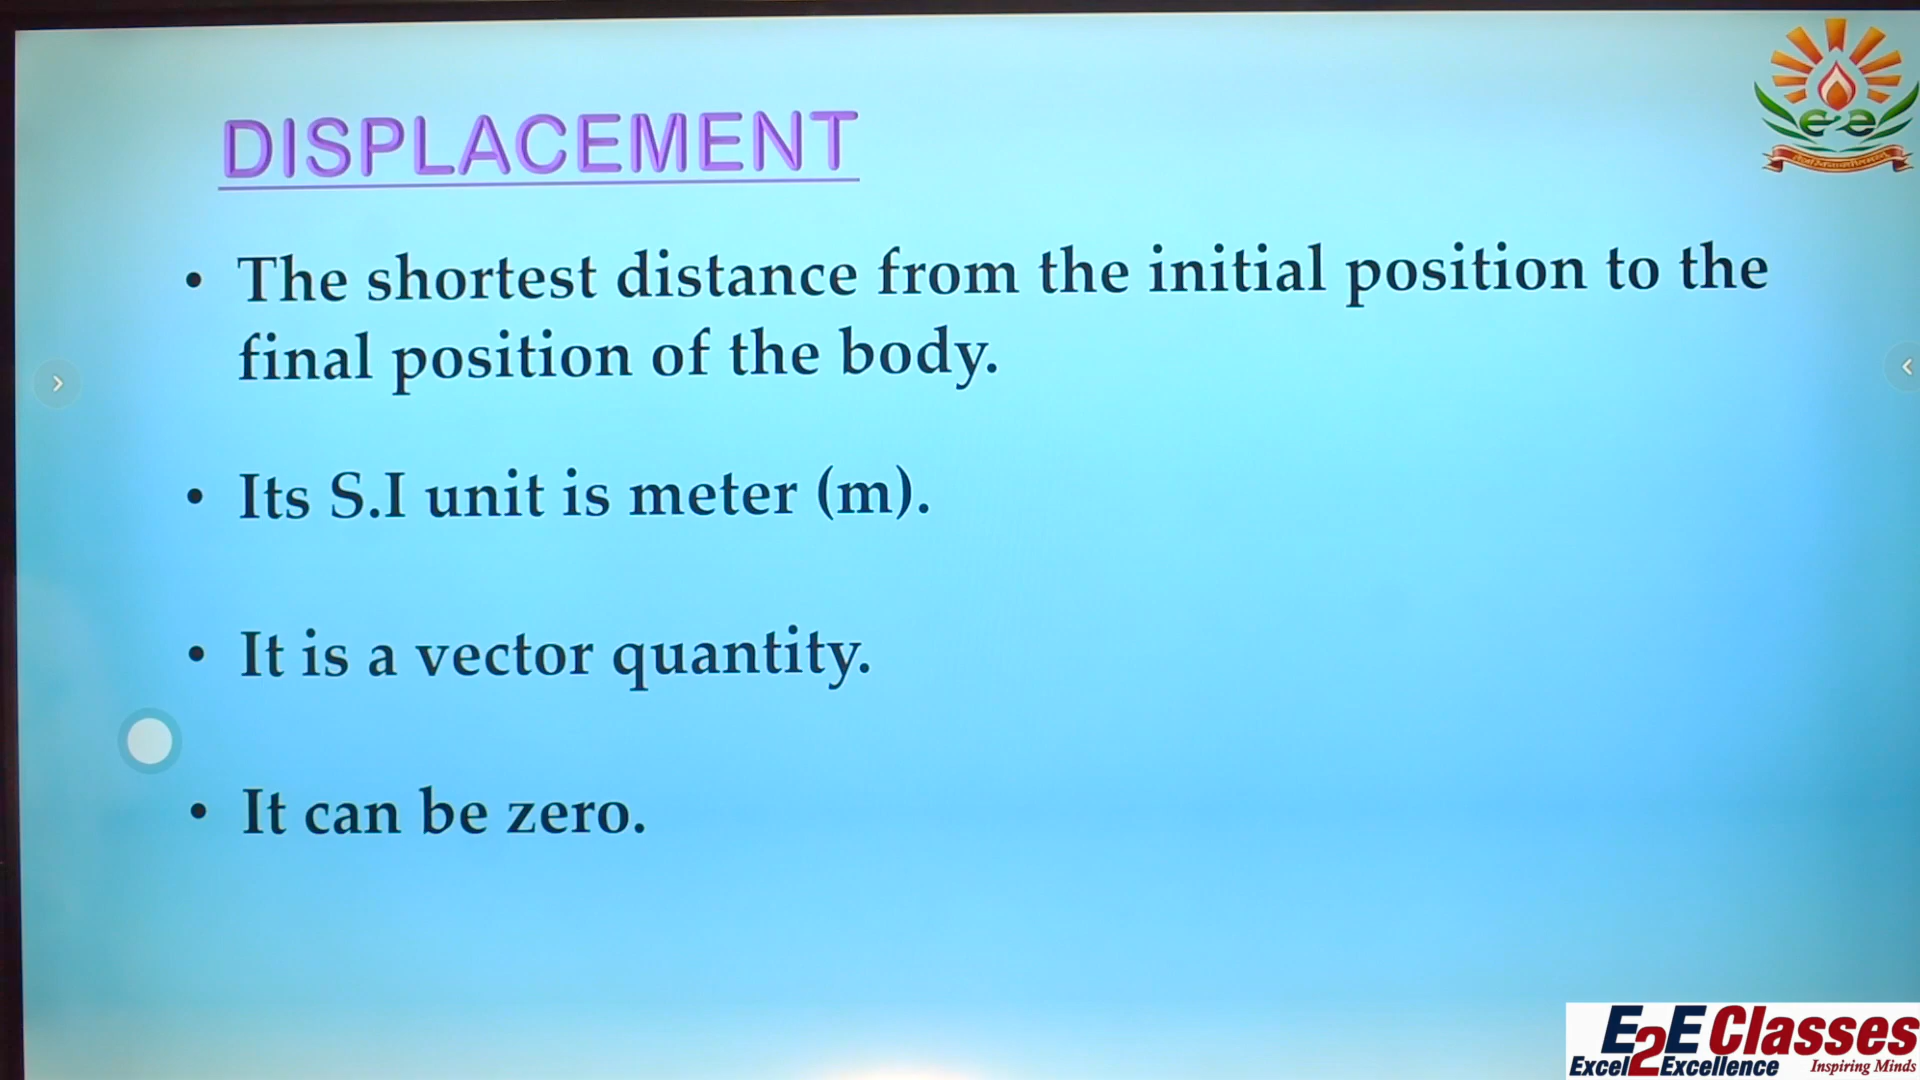 DISPLACEMENT
e2e
• The shortest distance from the initial position to the
final position of the body.
• Its S.I unit is meter (m).
• It is a vector quantity.
• It can be zero.
E2E Classes
Excel2Excellence Inspiring Minds